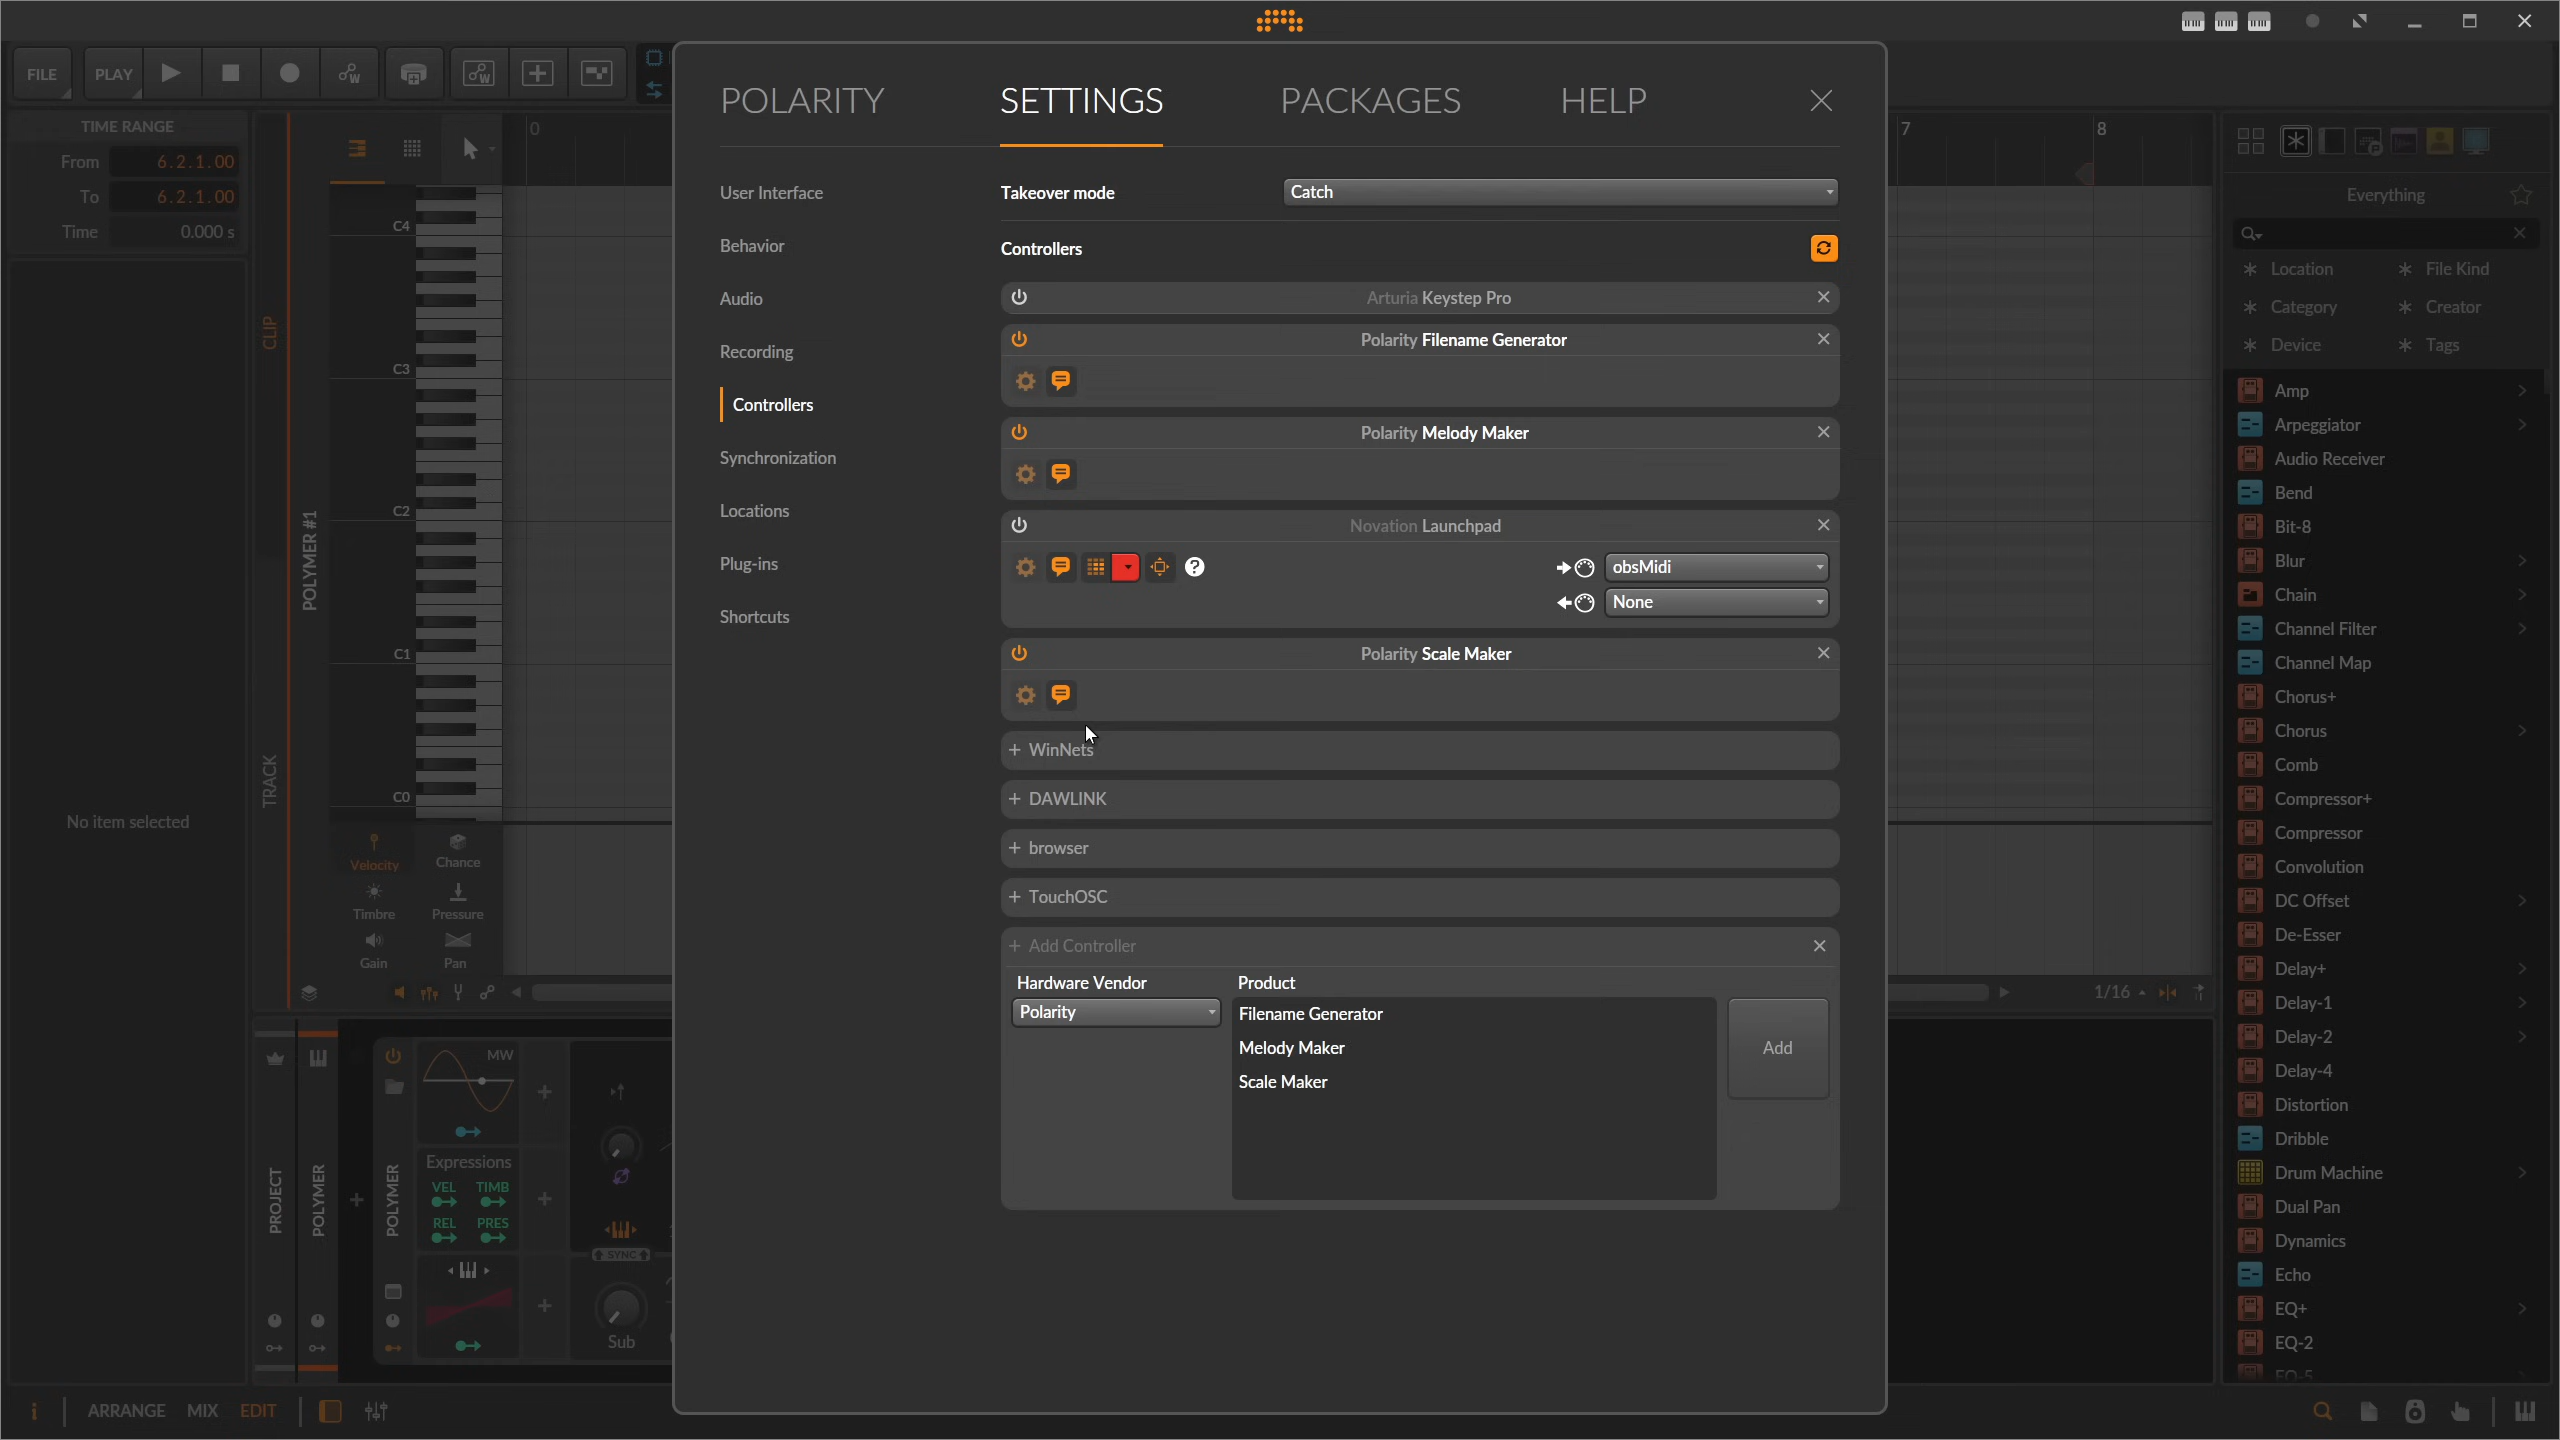 FILE
PLAY
POLARITY
SETTINGS
PACKAGES
HELP
TIME RANGE
From 6.2.1.00
To 6.2.1.00
Time 0.000 s
No item selected
CLIP
TRACK
POLYMER #1
0
C4
C3
C2
C1
C0
Velocity
Chance
Timbre
Pressure
Gain
Pan
User Interface
Behavior
Audio
Recording
Controllers
Synchronization
Locations
Plug-ins
Shortcuts
Takeover mode Catch
Controllers
Arturia Keystep Pro
Polarity Filename Generator
Polarity Melody Maker
Novation Launchpad
obsMidi
None
Polarity Scale Maker
+ WinNets
+ DAWLINK
+ browser
+ TouchOSC
+ Add Controller
Hardware Vendor
Product
Polarity
Filename Generator
Melody Maker
Scale Maker
Add
7
8
1/16
PROJECT
POLYMER
POLYMER
MW
Expressions
VEL TIMB
REL PRES
SYNC
Sub
Everything
Location
File Kind
Category
Creator
Device
Tags
Amp
Arpeggiator
Audio Receiver
Bend
Bit-8
Blur
Chain
Channel Filter
Channel Map
Chorus+
Chorus
Comb
Compressor+
Compressor
Convolution
DC Offset
De-Esser
Delay+
Delay-1
Delay-2
Delay-4
Distortion
Dribble
Drum Machine
Dual Pan
Dynamics
Echo
EQ+
EQ-2
EQ-5
ARRANGE
MIX
EDIT